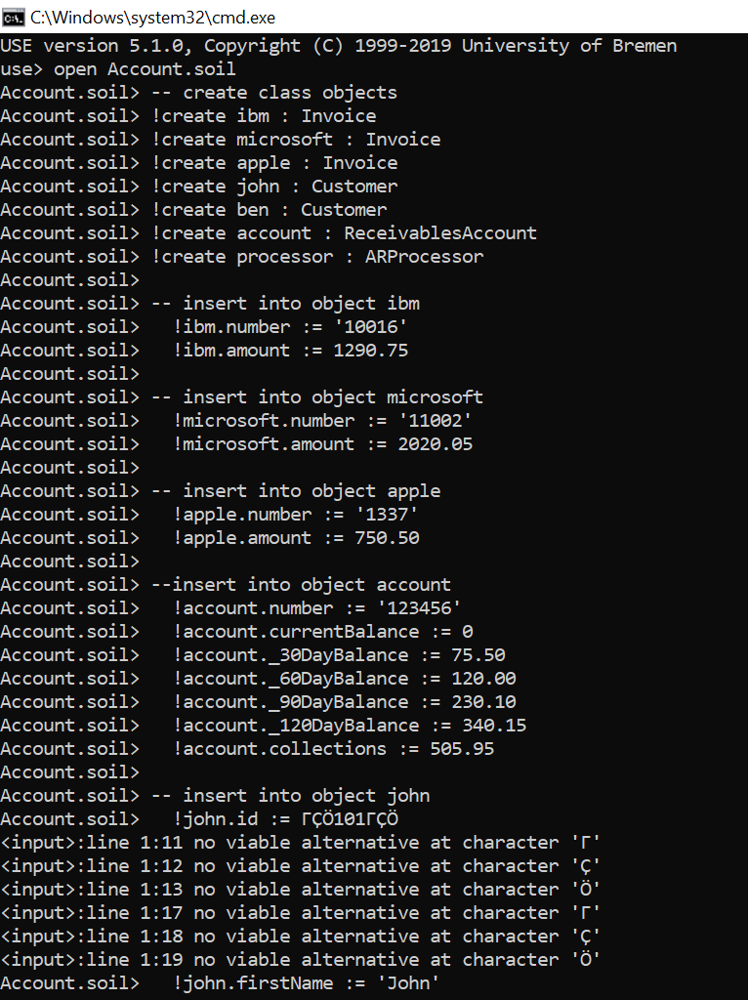 C:\Windows\system32\cmd.exe
USE version 5.1.0, Copyright (C) 1999-2019 University of Bremen
use> open Account.soil
Account.soil> -- create class objects
Account.soil> !create ibm : Invoice
Account.soil> !create microsoft : Invoice
Account.soil> !create apple : Invoice
Account.soil> !create john : Customer
Account.soil> !create ben : Customer
Account.soil> !create account : ReceivablesAccount
Account.soil> !create processor : ARProcessor
Account.soil>
Account.soil> -- insert into object ibm
Account.soil>   !ibm.number := '10016'
Account.soil>   !ibm.amount := 1290.75
Account.soil>
Account.soil> -- insert into object microsoft
Account.soil>   !microsoft.number := '11002'
Account.soil>   !microsoft.amount := 2020.05
Account.soil>
Account.soil> -- insert into object apple
Account.soil>   !apple.number := '1337'
Account.soil>   !apple.amount := 750.50
Account.soil>
Account.soil> --insert into object account
Account.soil>   !account.number := '123456'
Account.soil>   !account.currentBalance := 0
Account.soil>   !account._30DayBalance := 75.50
Account.soil>   !account._60DayBalance := 120.00
Account.soil>   !account._90DayBalance := 230.10
Account.soil>   !account._120DayBalance := 340.15
Account.soil>   !account.collections := 505.95
Account.soil>
Account.soil> -- insert into object john
Account.soil>   !john.id := ΓÇÖ101ΓÇÖ
<input>:line 1:11 no viable alternative at character 'Γ'
<input>:line 1:12 no viable alternative at character 'Ç'
<input>:line 1:13 no viable alternative at character 'Ö'
<input>:line 1:17 no viable alternative at character 'Γ'
<input>:line 1:18 no viable alternative at character 'Ç'
<input>:line 1:19 no viable alternative at character 'Ö'
Account.soil>   !john.firstName := 'John'